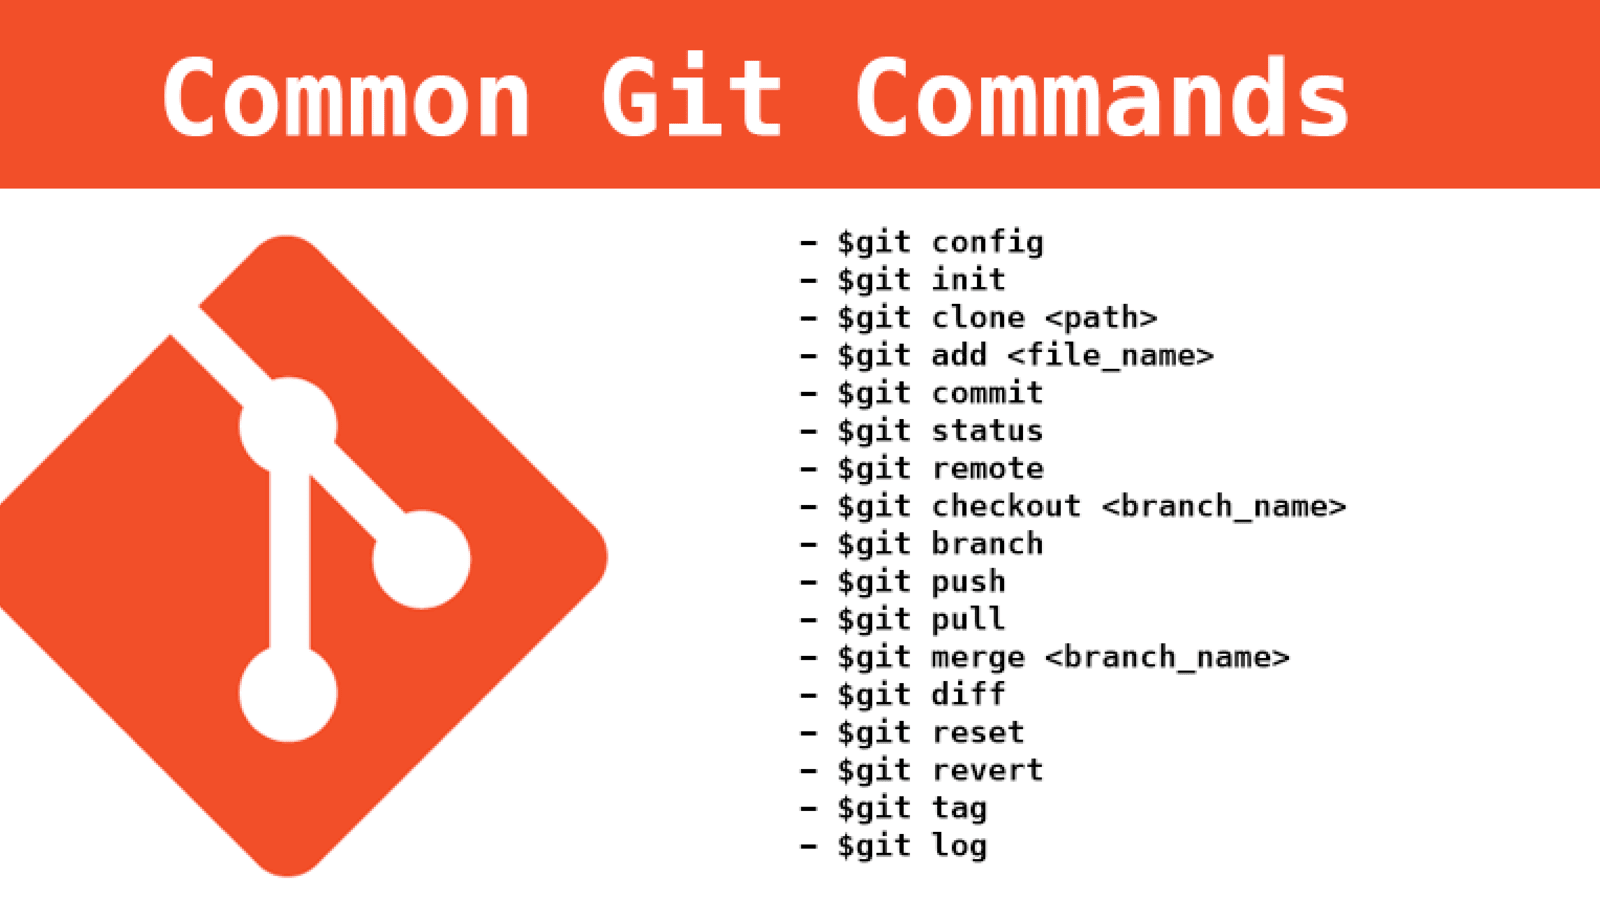 Common Git Commands
- $git config
- $git init
- $git clone <path>
- $git add <file_name>
- $git commit
- $git status
- $git remote
- $git checkout <branch_name>
- $git branch
- $git push
- $git pull
- $git merge <branch_name>
- $git diff
- $git reset
- $git revert
- $git tag
- $git log